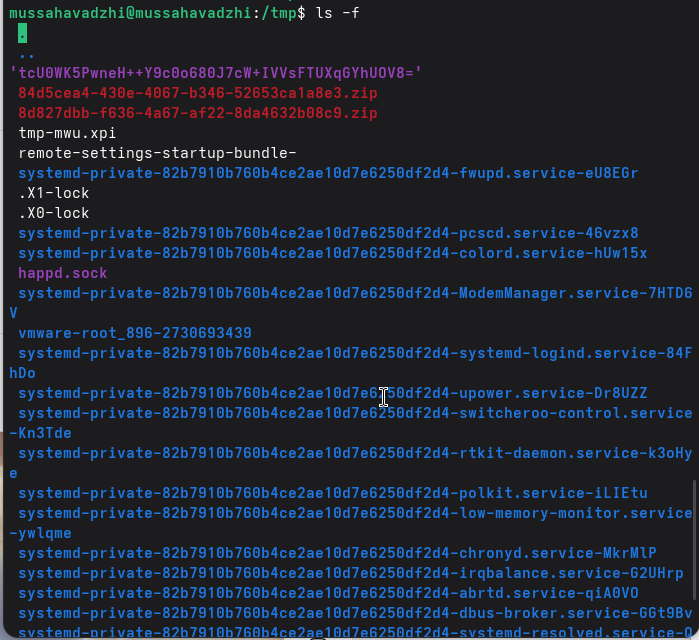 mussahavadzhi@mussahavadzhi:/tmp$ ls -f
.
..
'tcU0WK5PwneH++Y9c0o680J7cW+IVVsFTUXqGYhUOV8='
84d5cea4-430e-4067-b346-52653ca1a8e3.zip
8d827dbb-f636-4a67-af22-8da4632b08c9.zip
tmp-mwu.xpi
remote-settings-startup-bundle-
systemd-private-82b7910b760b4ce2ae10d7e6250df2d4-fwupd.service-eU8EGr
.X1-lock
.X0-lock
systemd-private-82b7910b760b4ce2ae10d7e6250df2d4-pcscd.service-46vzx8
systemd-private-82b7910b760b4ce2ae10d7e6250df2d4-colord.service-hUw15x
happd.sock
systemd-private-82b7910b760b4ce2ae10d7e6250df2d4-ModemManager.service-7HTD6
V
vmware-root_896-2730693439
systemd-private-82b7910b760b4ce2ae10d7e6250df2d4-systemd-logind.service-84F
hDo
systemd-private-82b7910b760b4ce2ae10d7e6250df2d4-upower.service-Dr8UZZ
systemd-private-82b7910b760b4ce2ae10d7e6250df2d4-switcheroo-control.service
-Kn3Tde
systemd-private-82b7910b760b4ce2ae10d7e6250df2d4-rtkit-daemon.service-k3oHy
e
systemd-private-82b7910b760b4ce2ae10d7e6250df2d4-polkit.service-iLIEtu
systemd-private-82b7910b760b4ce2ae10d7e6250df2d4-low-memory-monitor.service
-ywlqme
systemd-private-82b7910b760b4ce2ae10d7e6250df2d4-chronyd.service-MkrMlP
systemd-private-82b7910b760b4ce2ae10d7e6250df2d4-irqbalance.service-G2UHrp
systemd-private-82b7910b760b4ce2ae10d7e6250df2d4-abrtd.service-qiA0VO
systemd-private-82b7910b760b4ce2ae10d7e6250df2d4-dbus-broker.service-GGt9Bv